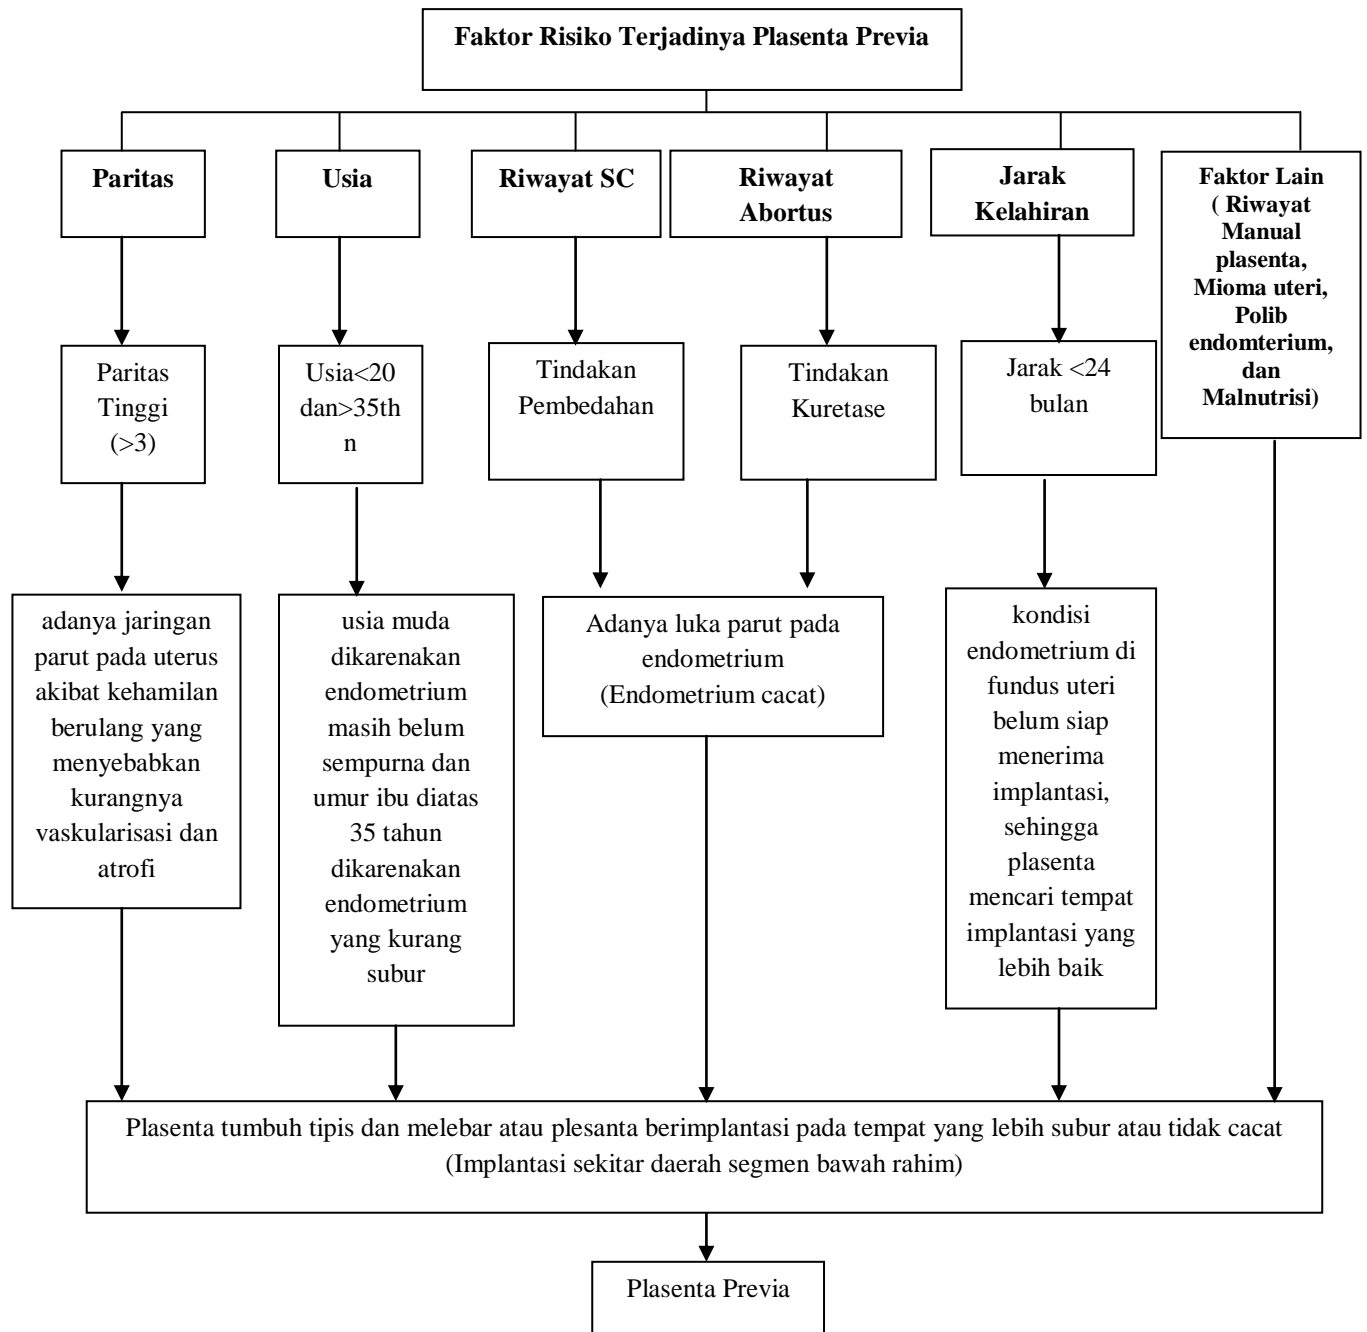 Faktor Risiko Terjadinya Plasenta Previa
Paritas
Usia
Riwayat SC
Riwayat
Abortus
Jarak
Kelahiran
Faktor Lain
( Riwayat
Manual
plasenta,
Mioma uteri,
Polib
endomterium,
dan
Malnutrisi)
Paritas
Tinggi
(>3)
Usia<20
dan>35th
n
Tindakan
Pembedahan
Tindakan
Kuretase
Jarak <24
bulan
adanya jaringan
parut pada uterus
akibat kehamilan
berulang yang
menyebabkan
kurangnya
vaskularisasi dan
atrofi
usia muda
dikarenakan
endometrium
masih belum
sempurna dan
umur ibu diatas
35 tahun
dikarenakan
endometrium
yang kurang
subur
Adanya luka parut pada
endometrium
(Endometrium cacat)
kondisi
endometrium di
fundus uteri
belum siap
menerima
implantasi,
sehingga
plasenta
mencari tempat
implantasi yang
lebih baik
Plasenta tumbuh tipis dan melebar atau plesanta berimplantasi pada tempat yang lebih subur atau tidak cacat
(Implantasi sekitar daerah segmen bawah rahim)
Plasenta Previa